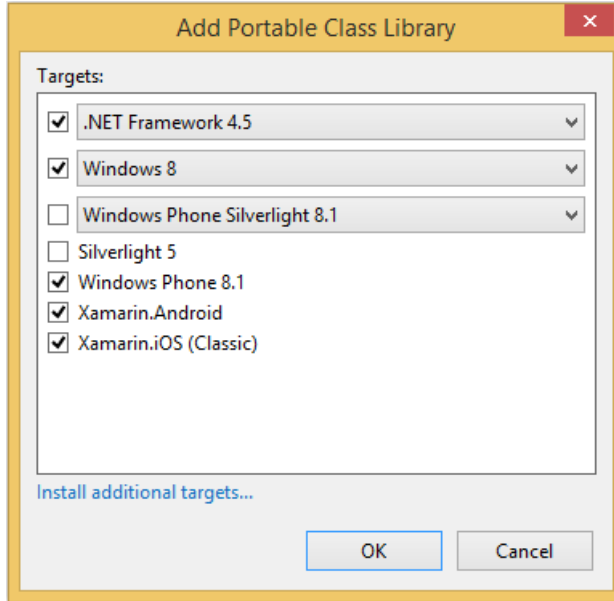 Add Portable Class Library
Targets:
.NET Framework 4.5
Windows 8
Windows Phone Silverlight 8.1
Silverlight 5
Windows Phone 8.1
Xamarin.Android
Xamarin.iOS (Classic)
Install additional targets...
OK Cancel